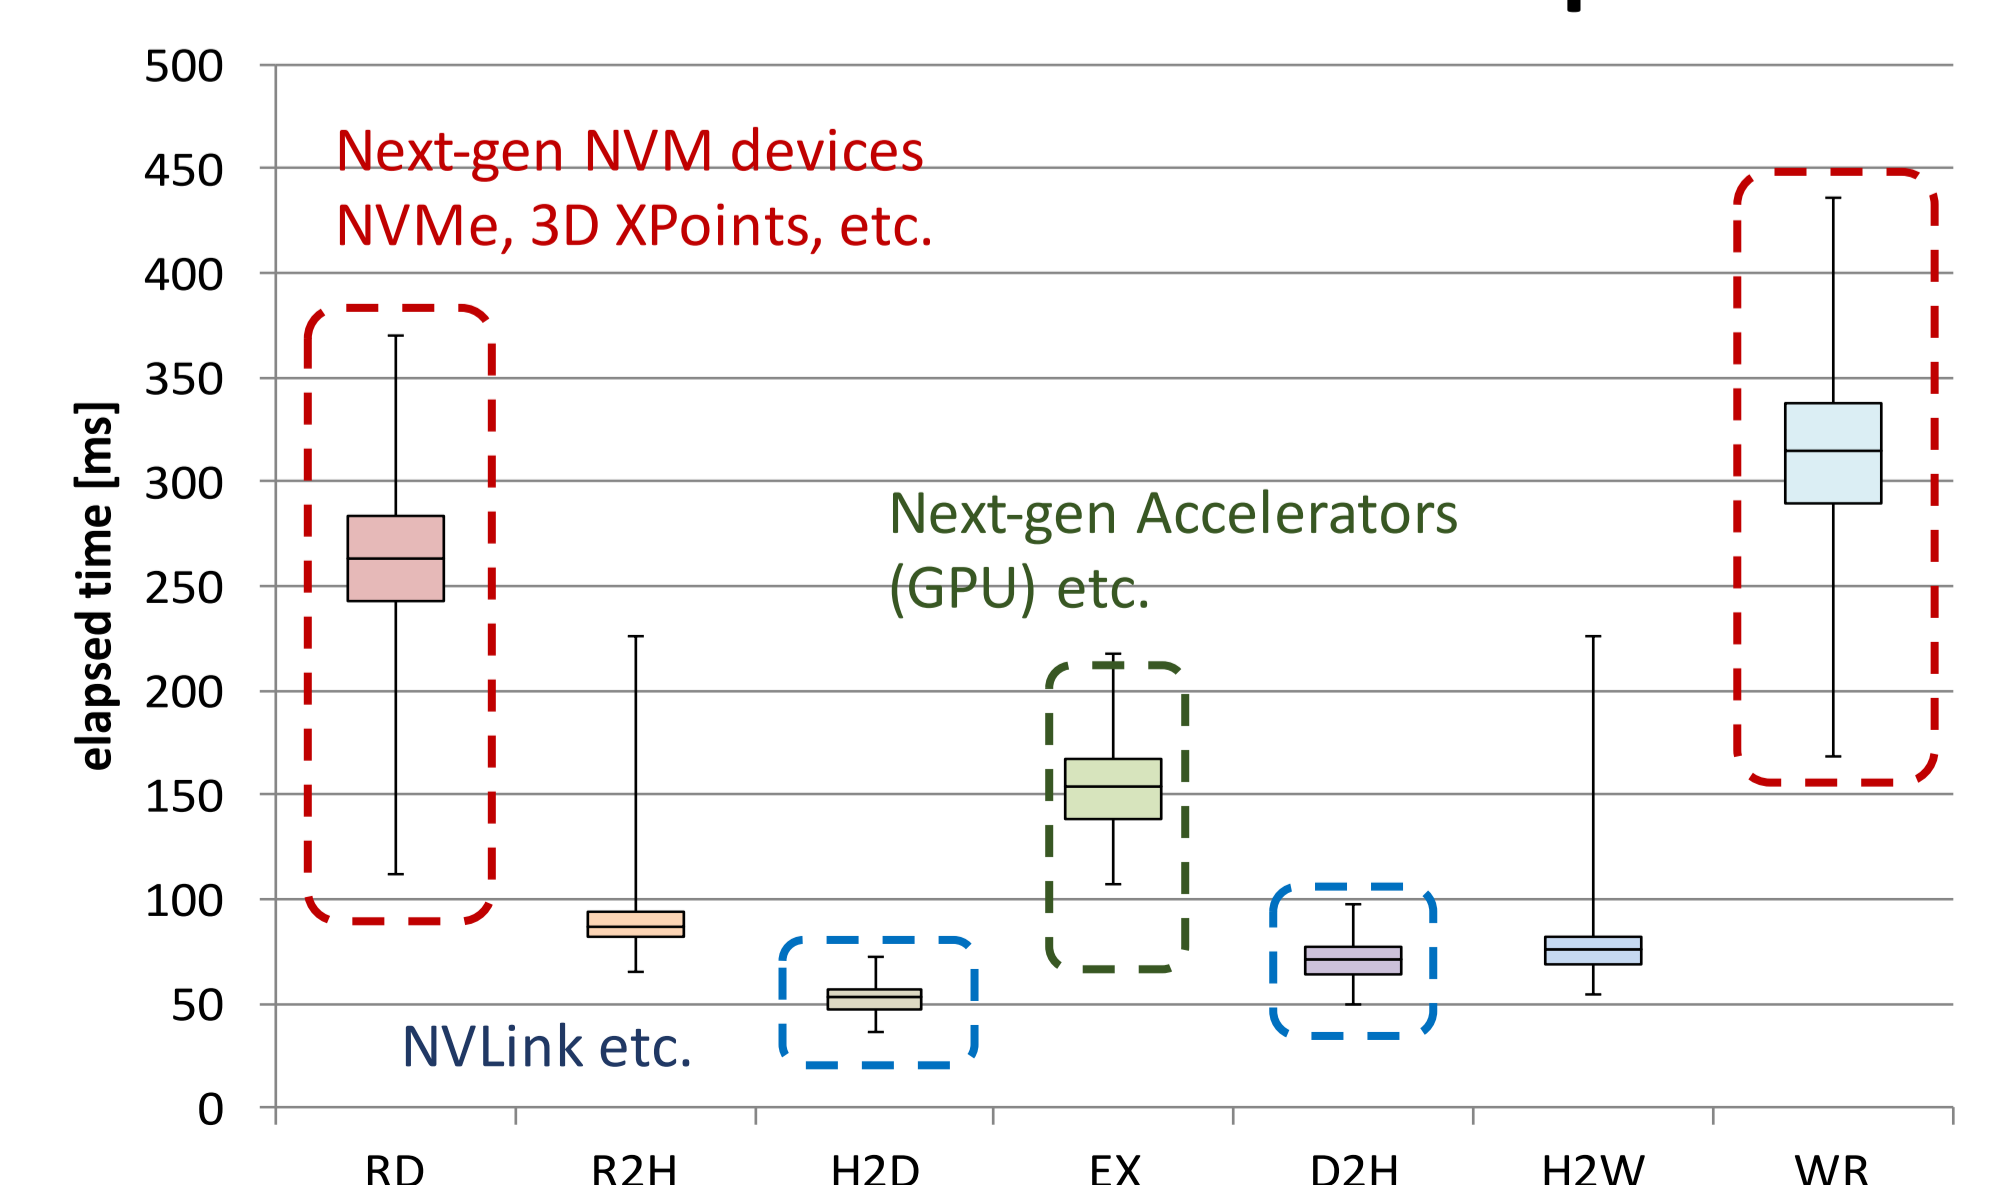 500
Next-gen NVM devices
450
NVMe, 3D XPoints, etc.
400
350
300
Next-gen Accelerators
250
(GPU) etc.
200
150
100
50
NVLink etc.
0
elapsed time [ms]
RD R2H H2D EX D2H H2W WR